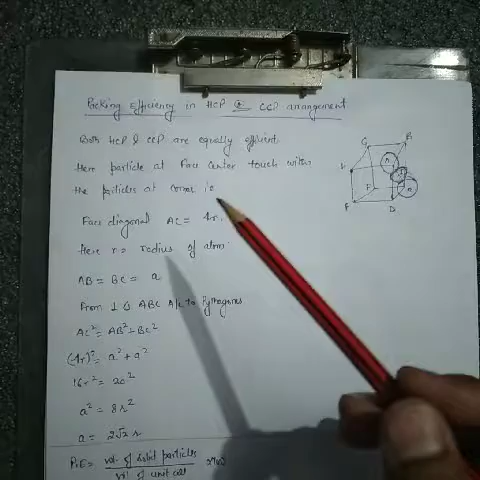 Packing Efficiency in HCP & CCP arrangement
Both HCP & CCP are equally efficient
Here particle at Face Center touch with
the particles at corner ie
Face diagonal AC = 4r,
Here r = radius of atom
AB = BC = a
From ⊥ Δ ABC A/c to Pythagores
AC² = AB² + BC²
(4r)² = a² + a²
16r² = 2a²
a² = 8r²
a = 2√2 r
P.E = vol. of solid particles
vol. of unit cell
B
D